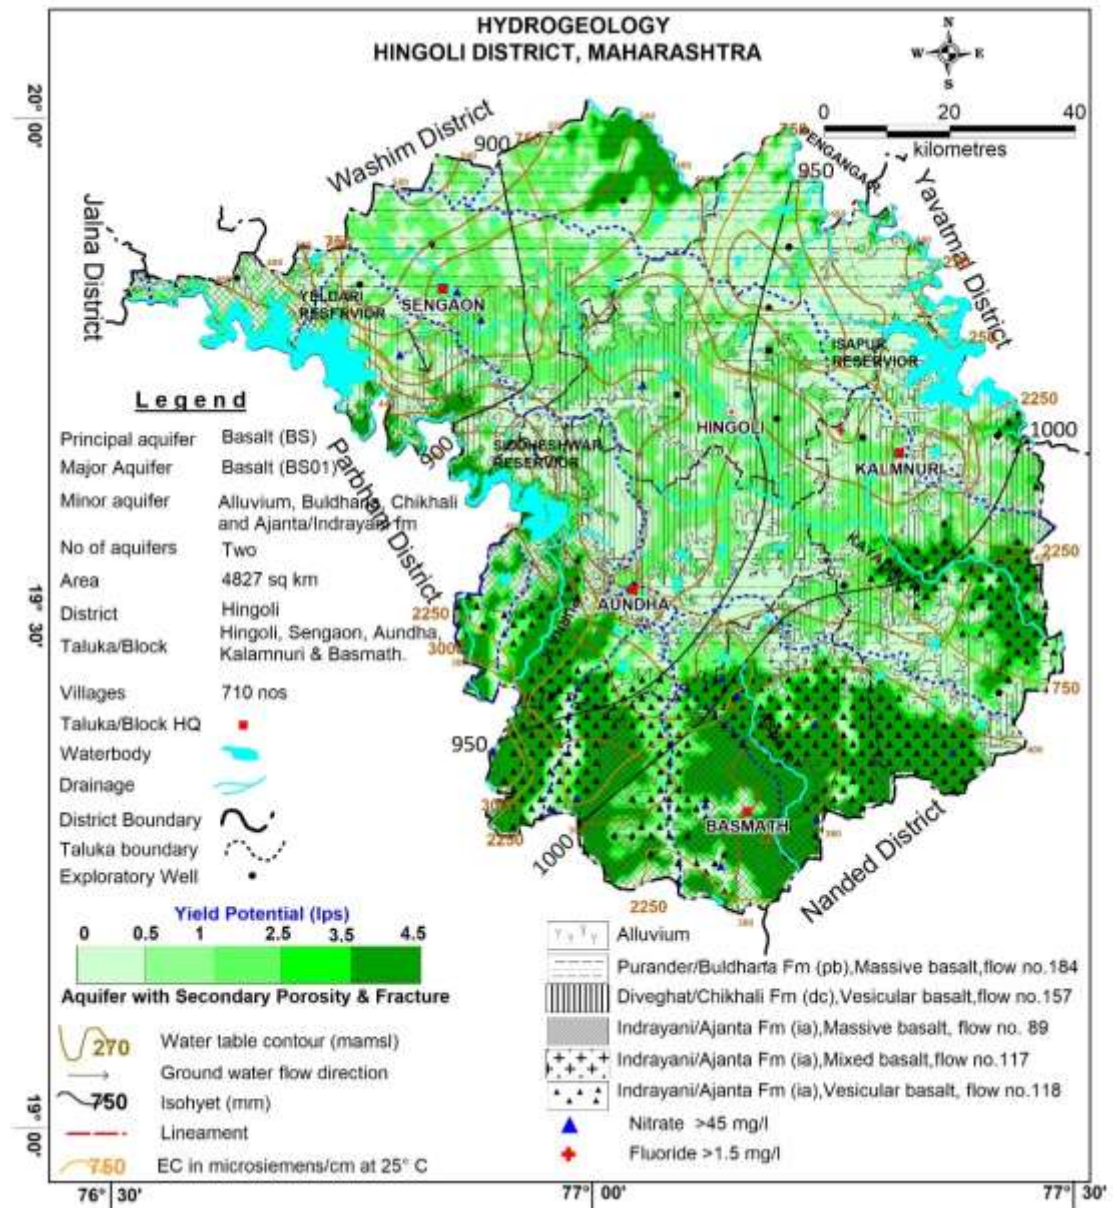 HYDROGEOLOGY
HINGOLI DISTRICT, MAHARASHTRA
N
W E
S
0 20 40
kilometres
20° 00'
19° 30'
19° 00'
Washim District
900
750
750
950
PENGANGA R.
Yavatmal District
Jalna District
750
250
250
YELDARI
RESERVIOR
SENGAON
ISAPUR
RESERVIOR
2250
1000
HINGOLI
KALMNURI
SIDDHESHWAR
RESERVIOR
900
Parbhani District
2250
AUNDHA
2250
3000
750
950
BASMATH
2250
1000
2250
Nanded District
Legend
Principal aquifer Basalt (BS)
Major Aquifer Basalt (BS01)
Minor aquifer Alluvium, Buldhana, Chikhali
and Ajanta/Indrayani fm
No of aquifers Two
Area 4827 sq km
District Hingoli
Taluka/Block Hingoli, Sengaon, Aundha,
Kalamnuri & Basmath.
Villages 710 nos
Taluka/Block HQ
Waterbody
Drainage
District Boundary
Taluka boundary
Exploratory Well
Yield Potential (lps)
0 0.5 1 2.5 3.5 4.5
Aquifer with Secondary Porosity & Fracture
270 Water table contour (mamsl)
Ground water flow direction
750 Isohyet (mm)
Lineament
750 EC in microsiemens/cm at 25° C
Alluvium
Purander/Buldhana Fm (pb),Massive basalt,flow no.184
Diveghat/Chikhali Fm (dc),Vesicular basalt,flow no.157
Indrayani/Ajanta Fm (ia),Massive basalt, flow no. 89
Indrayani/Ajanta Fm (ia),Mixed basalt,flow no.117
Indrayani/Ajanta Fm (ia),Vesicular basalt, flow no.118
Nitrate >45 mg/l
Fluoride >1.5 mg/l
76° 30' 77° 00' 77° 30'